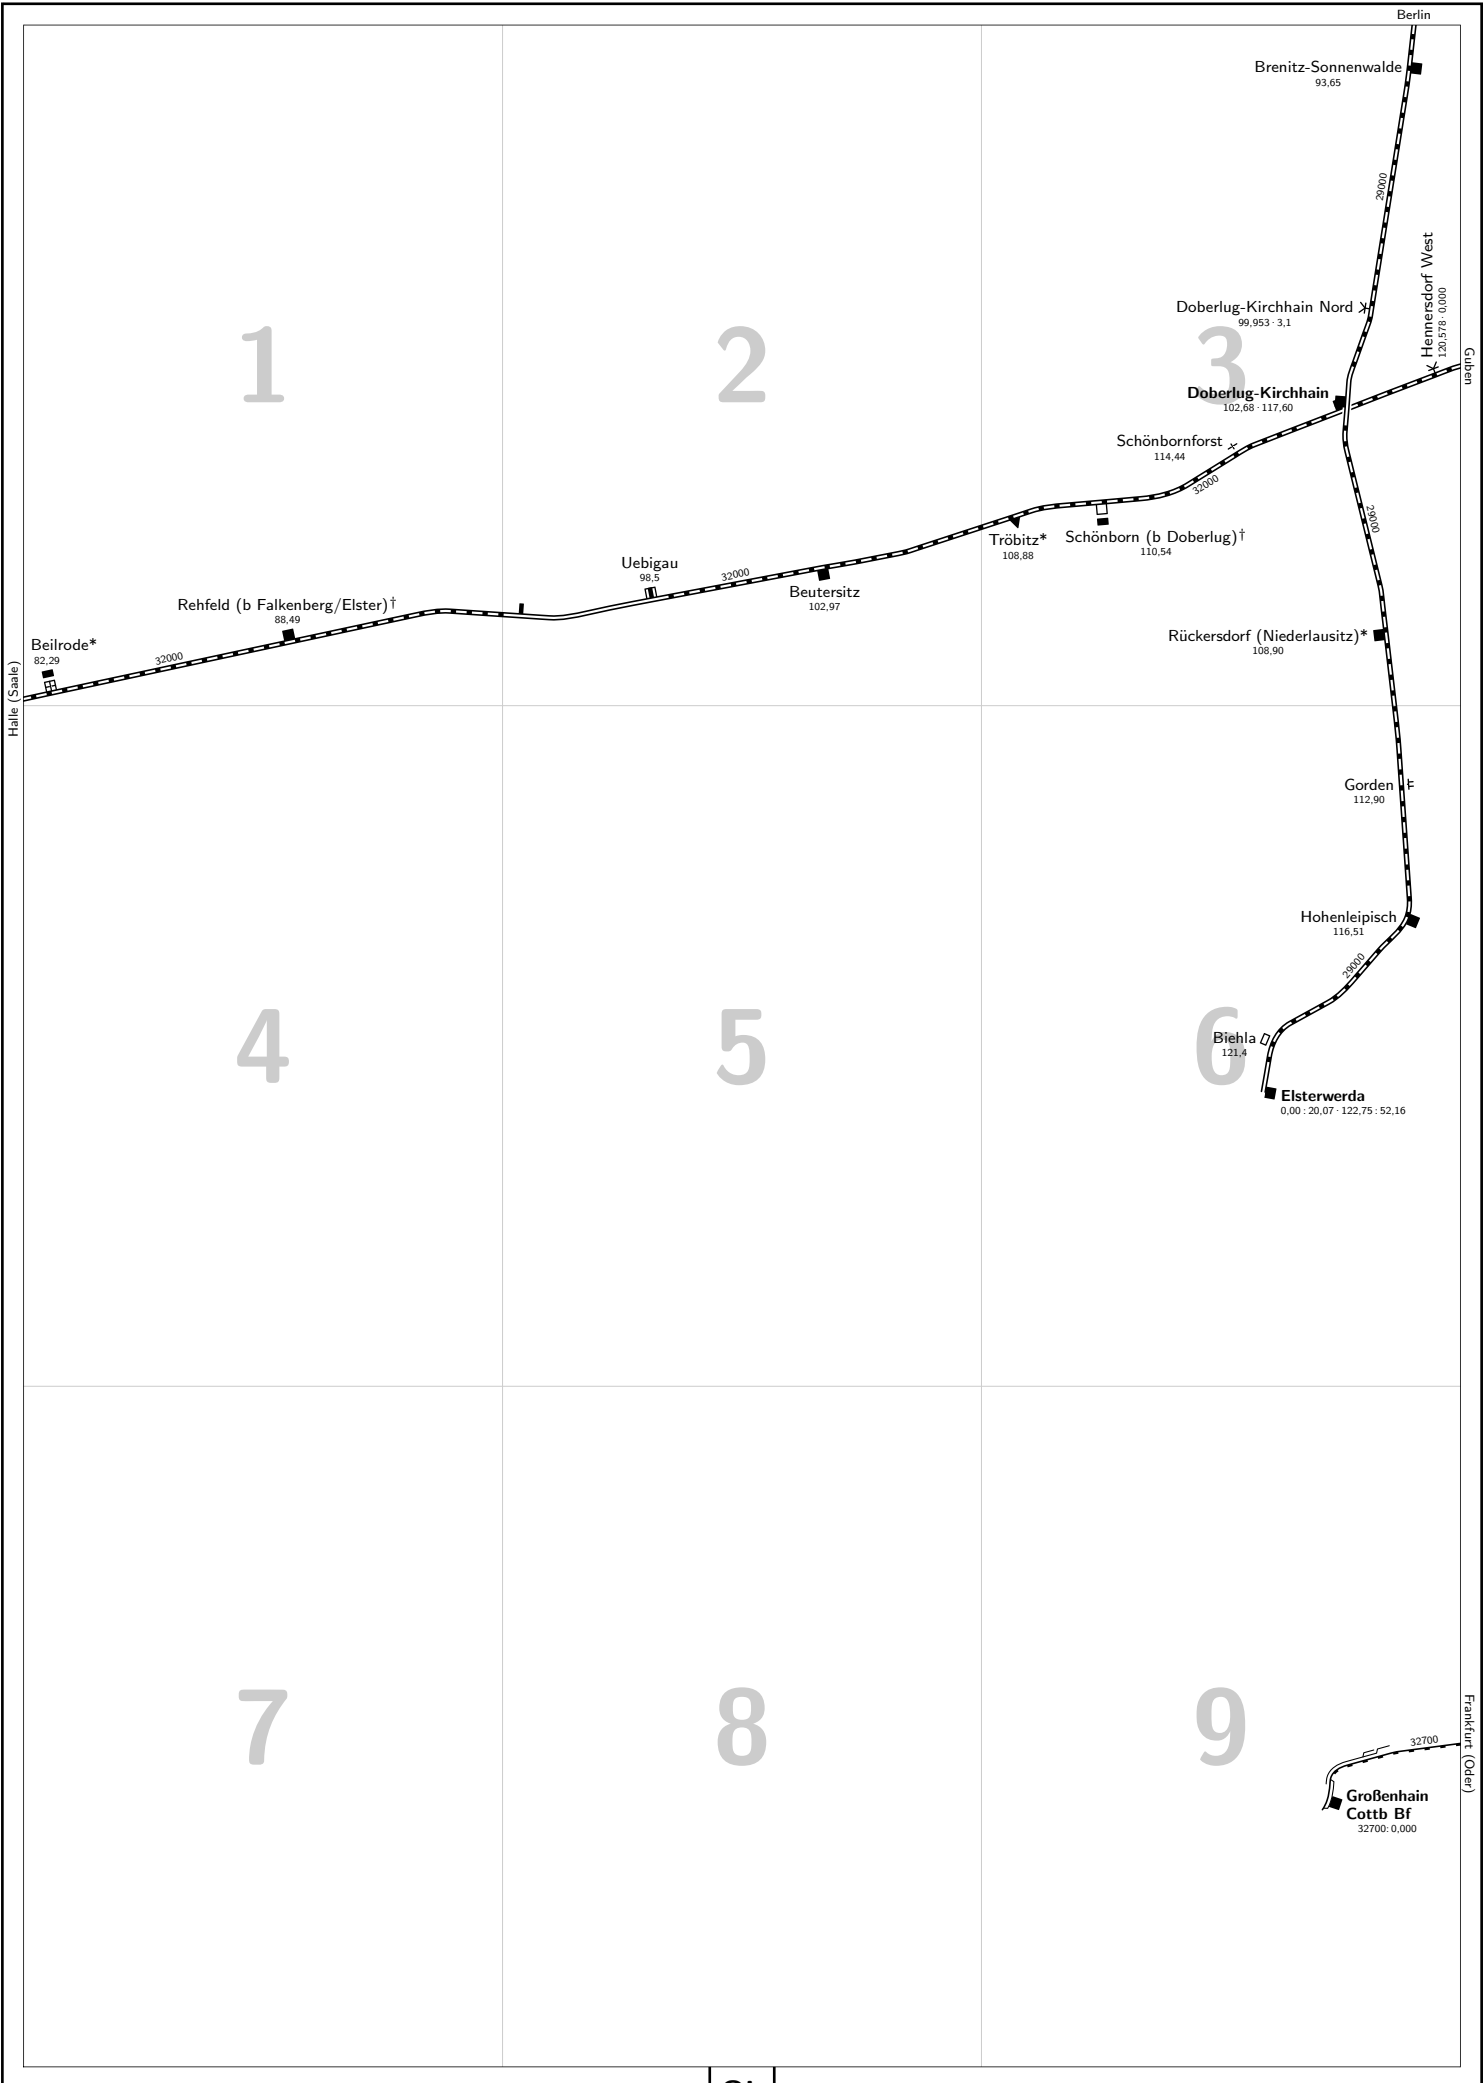 Berlin
Brenitz-Sonnenwalde
93,65
29000
Hennersdorf West
120,578 · 0,000
Doberlug-Kirchhain Nord
99,953 · 3,1
1
2
3
Guben
Doberlug-Kirchhain
102,68 · 117,60
Schönbornforst
114,44
32000
29000
Tröbitz*
108,88
Schönborn (b Doberlug)†
110,54
Uebigau
98,5
32000
Beutersitz
102,97
Rehfeld (b Falkenberg/Elster)†
88,49
Rückersdorf (Niederlausitz)*
108,90
Beilrode*
82,29
32000
Halle (Saale)
Gorden
112,90
Hohenleipisch
116,51
29000
4
5
6
Biehla
121,4
Elsterwerda
0,00 : 20,07 · 122,75 : 52,16
7
8
9
Frankfurt (Oder)
32700
Großenhain
Cottb Bf
32700: 0,000